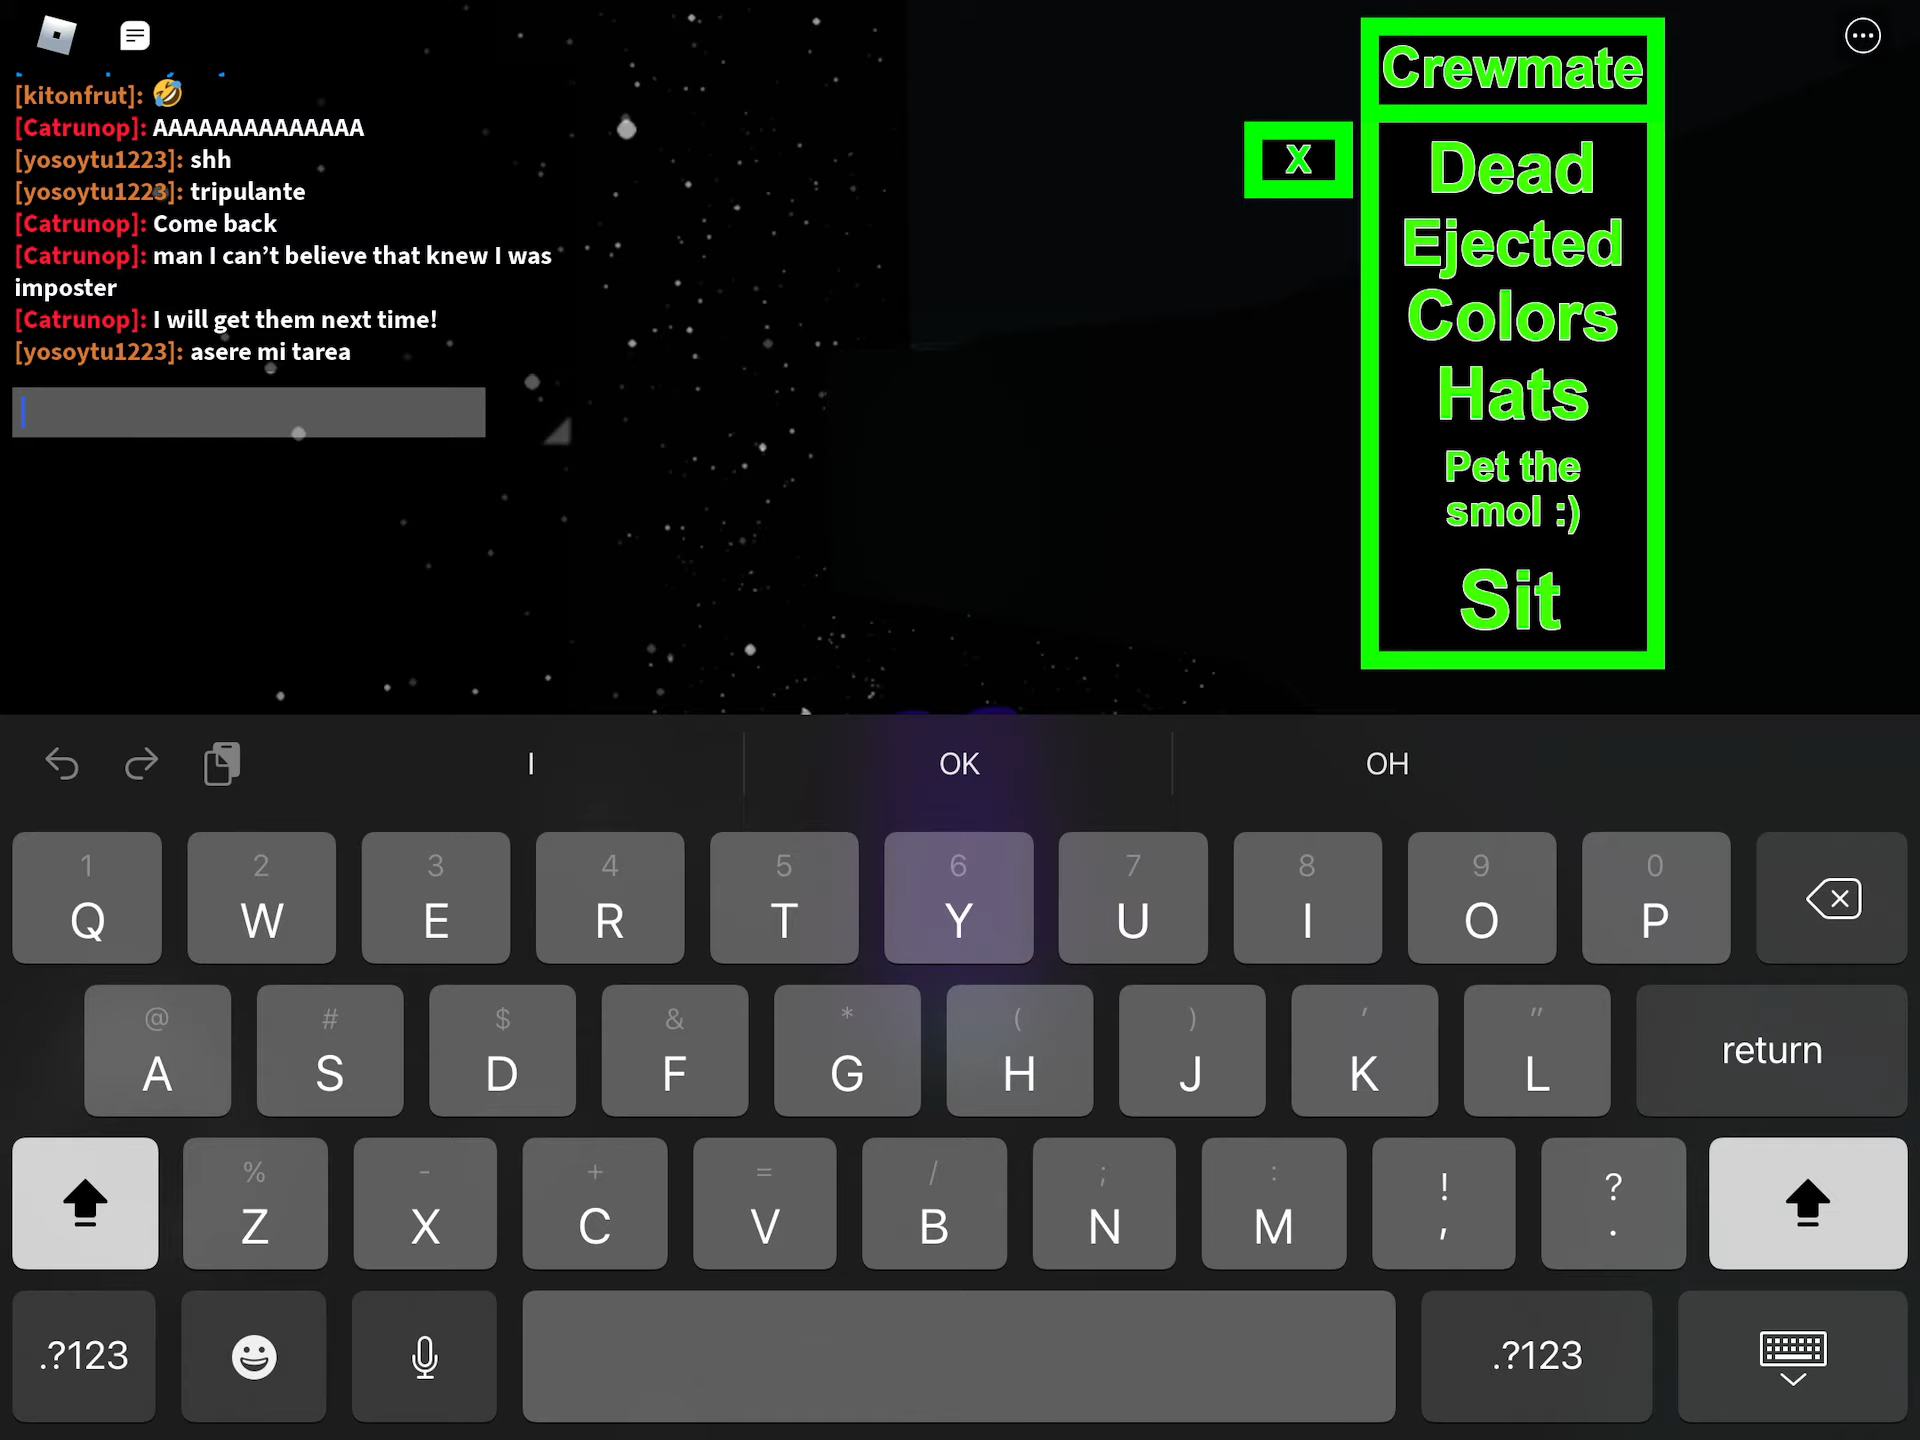 [kitonfrut]: 🤣
[Catrunop]: AAAAAAAAAAAAAA
[yosoytu1223]: shh
[yosoytu1223]: tripulante
[Catrunop]: Come back
[Catrunop]: man I can’t believe that knew I was
imposter
[Catrunop]: I will get them next time!
[yosoytu1223]: asere mi tarea
Crewmate
X
Dead
Ejected
Colors
Hats
Pet the
smol :)
Sit
I OK OH
1 2 3 4 5 6 7 8 9 0
Q W E R T Y U I O P
@ # $ & * ( ) ' "
A S D F G H J K L return
% - + = / ; : ! ?
Z X C V B N M , .
.?123 .?123